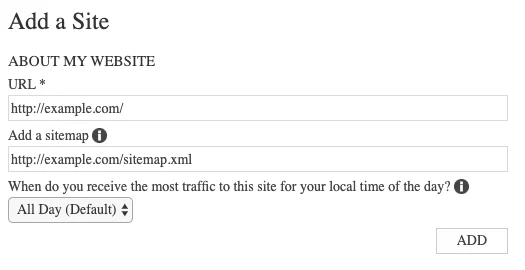 Add a Site
ABOUT MY WEBSITE
URL *
http://example.com/
Add a sitemap
http://example.com/sitemap.xml
When do you receive the most traffic to this site for your local time of the day?
All Day (Default)
ADD